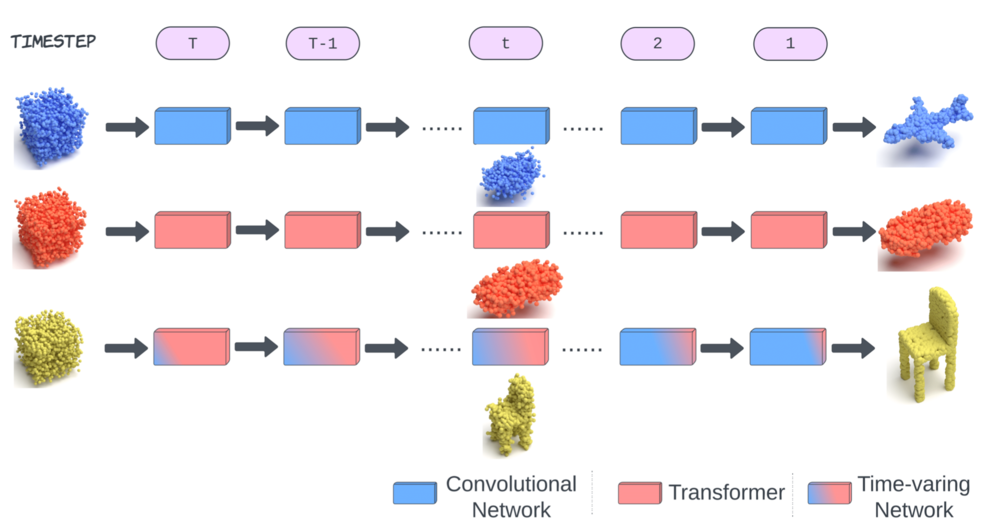 TIMESTEP T T-1 t 2 1
...... ......
...... ......
...... ......
Convolutional Network
Transformer
Time-varing Network